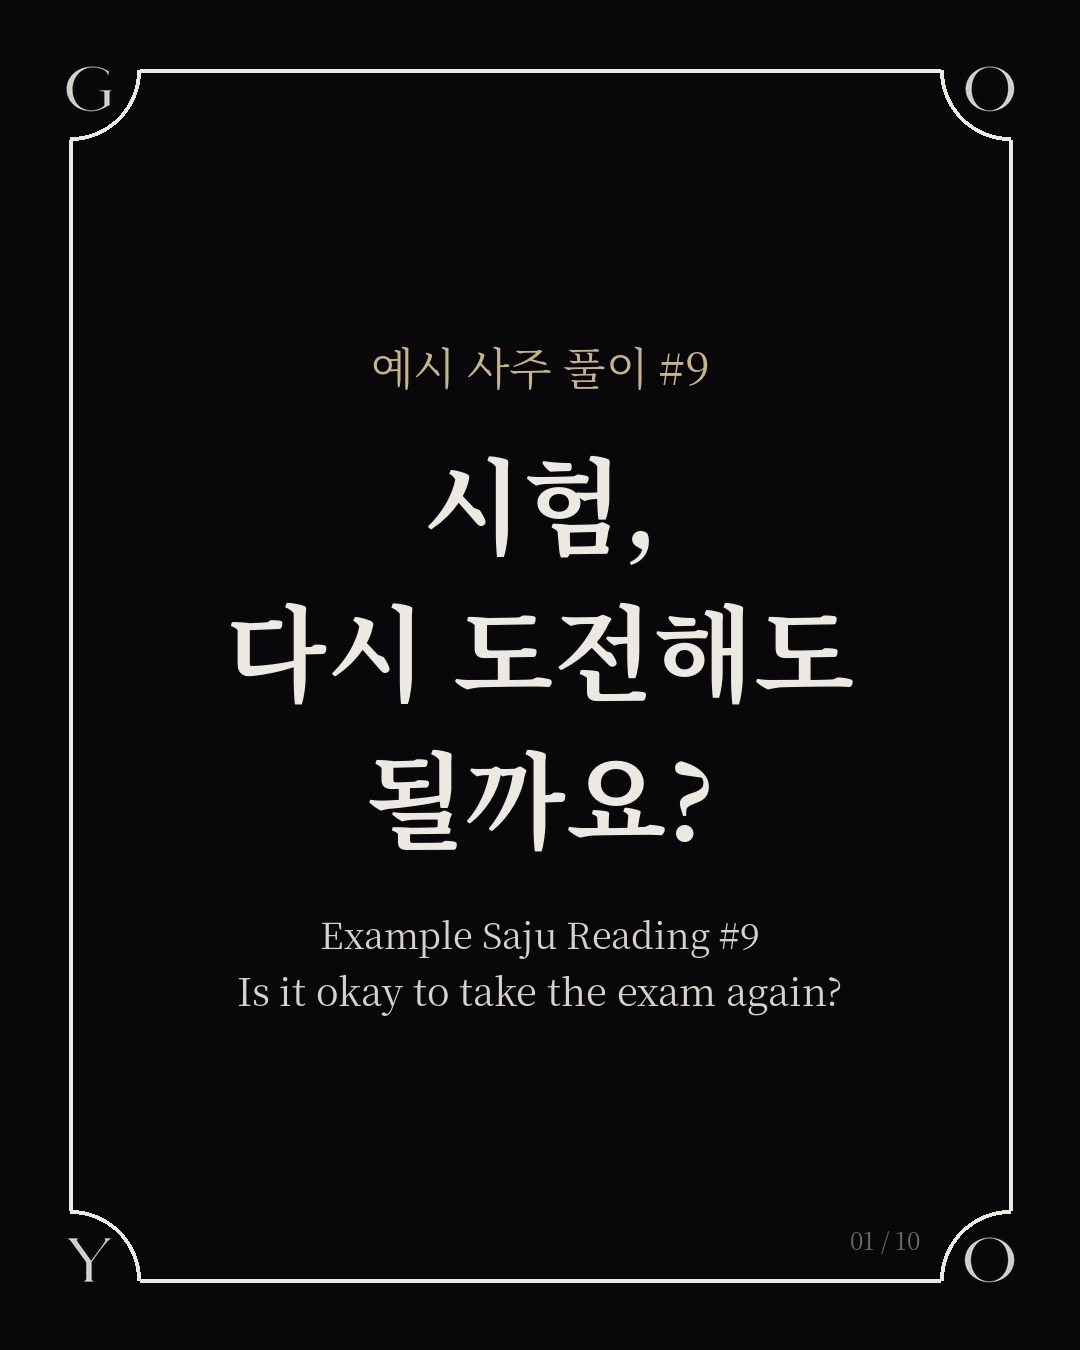 G O
예시 사주 풀이 #9
시험,
다시 도전해도
될까요?
Example Saju Reading #9
Is it okay to take the exam again?
01 / 10
Y O